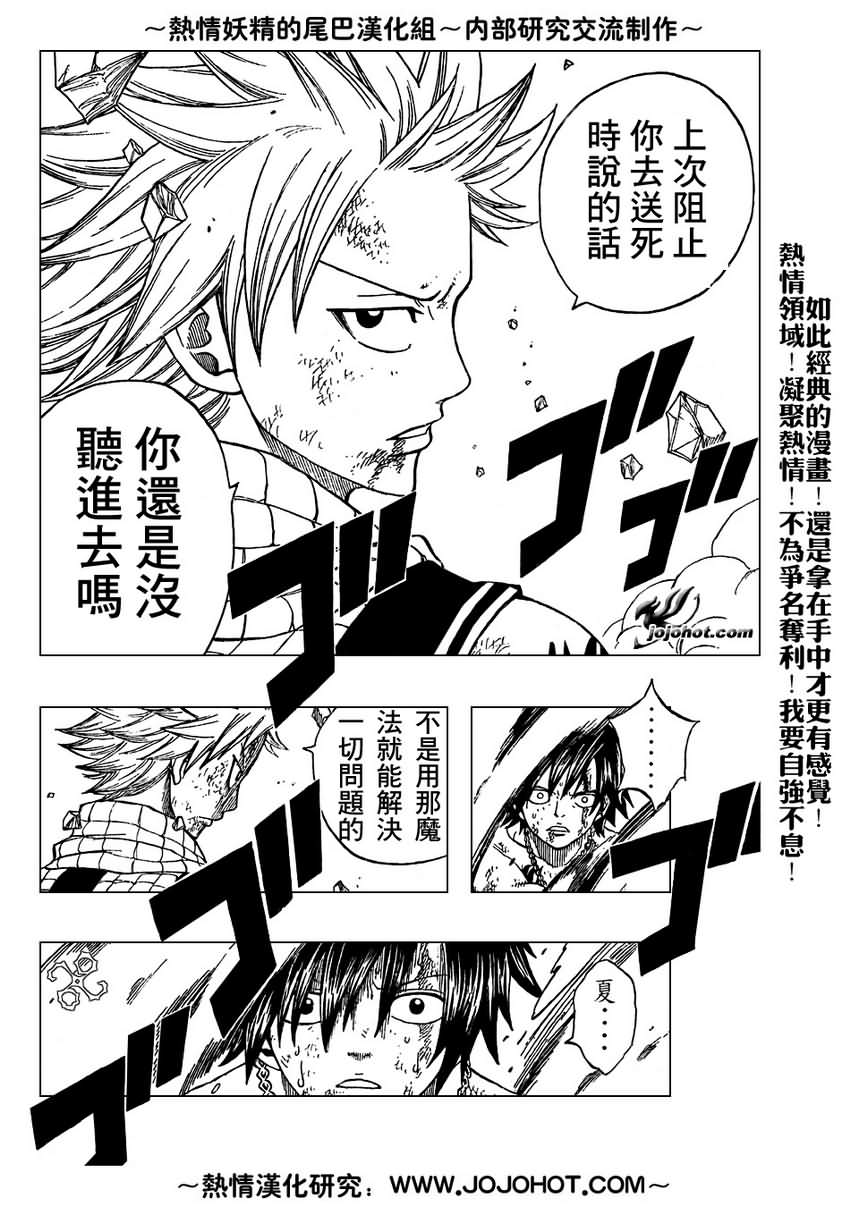 ～熱情妖精的尾巴漢化組～内部研究交流制作～
上次阻止
你去送死
時說的話
你還是沒
聽進去嗎
ゴゴゴ
jojohot.com
如此經典的漫畫！還是拿在手中才更有感覺！
熱情領域！凝聚熱情！不為爭名奪利！我要自強不息！
......
不是用那魔
法就能解決
一切問題的
ゴゴゴ
夏...
～熱情漢化研究：WWW.JOJOHOT.COM～